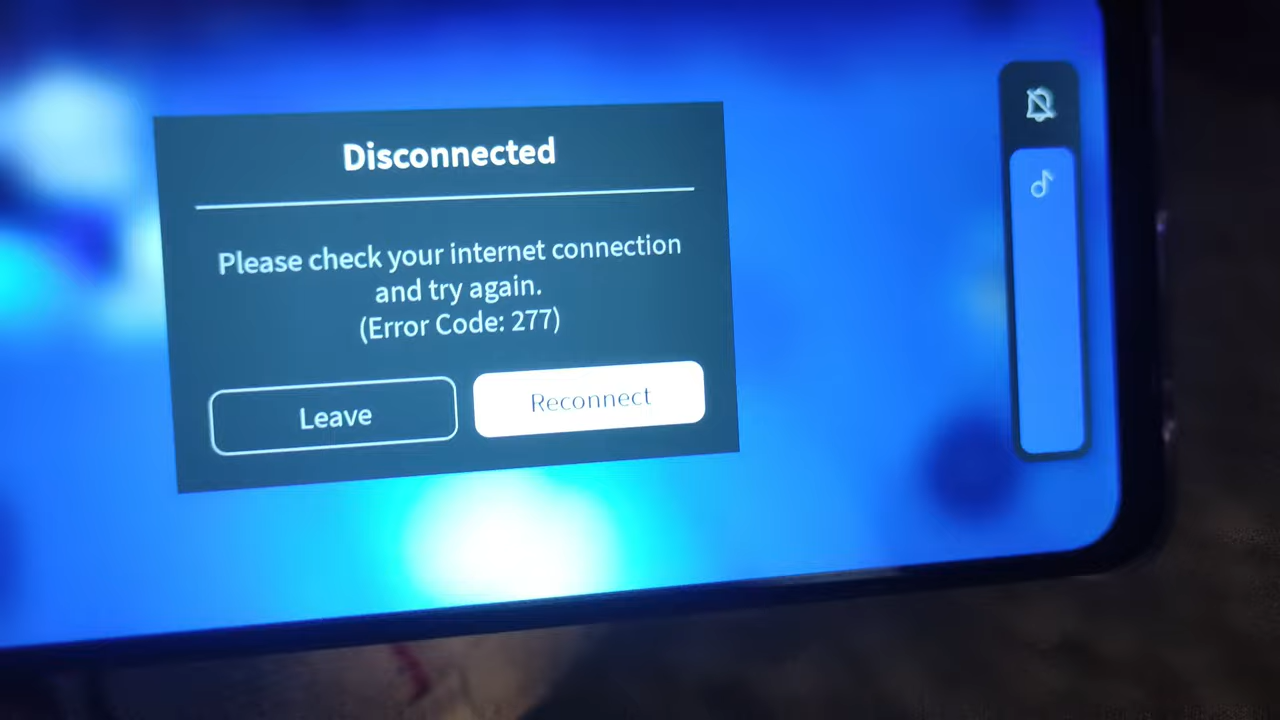 Disconnected
Please check your internet connection
and try again.
(Error Code: 277)
Leave
Reconnect